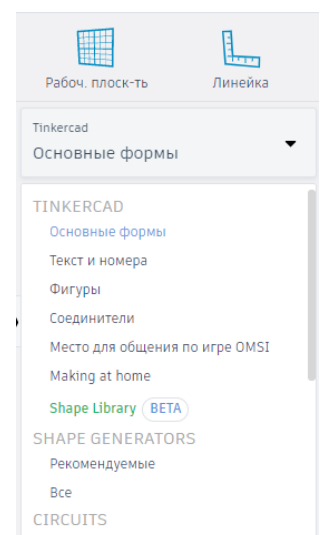 Рабоч. плоск-ть
Линейка
Tinkercad
Основные формы
TINKERCAD
Основные формы
Текст и номера
Фигуры
Соединители
Место для общения по игре OMSI
Making at home
Shape Library BETA
SHAPE GENERATORS
Рекомендуемые
Все
CIRCUITS